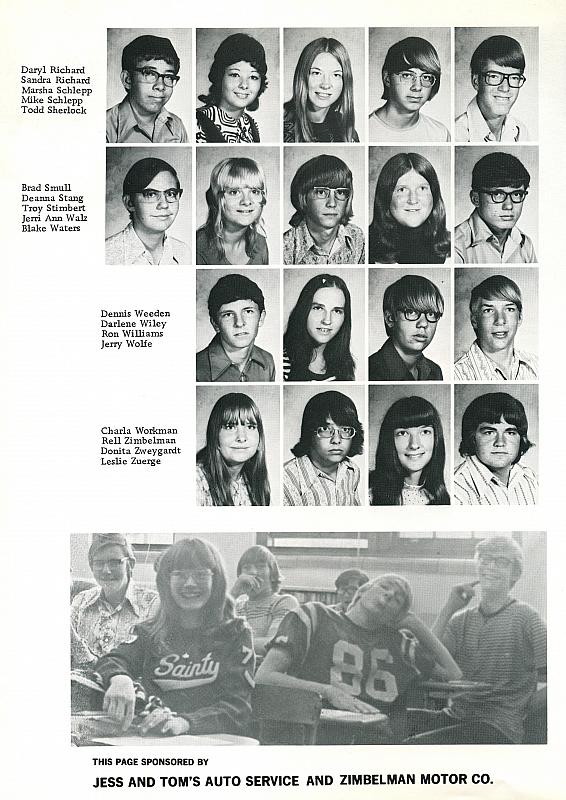 Daryl Richard
Sandra Richard
Marsha Schlepp
Mike Schlepp
Todd Sherlock
Brad Smull
Deanna Stang
Troy Stimbert
Jerri Ann Walz
Blake Waters
Dennis Weeden
Darlene Wiley
Ron Williams
Jerry Wolfe
Charla Workman
Rell Zimbelman
Donita Zweygardt
Leslie Zuerge
Sainty
86
THIS PAGE SPONSORED BY
JESS AND TOM'S AUTO SERVICE AND ZIMBELMAN MOTOR CO.